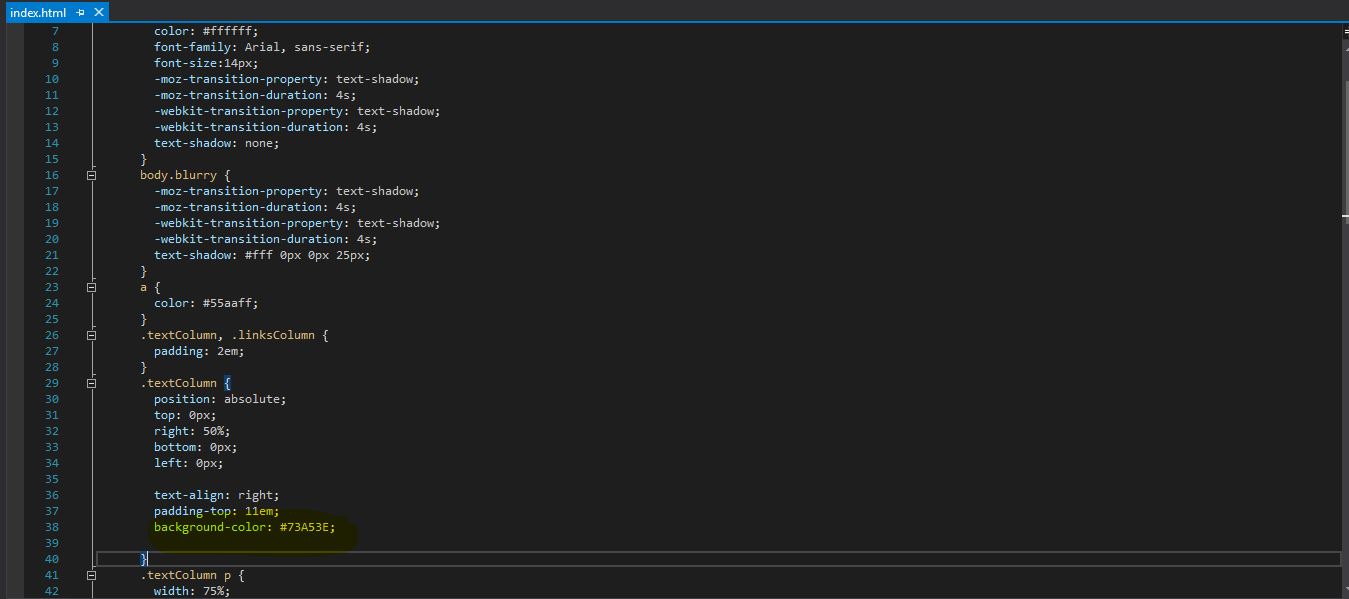 index.html
7 color: #ffffff;
8 font-family: Arial, sans-serif;
9 font-size:14px;
10 -moz-transition-property: text-shadow;
11 -moz-transition-duration: 4s;
12 -webkit-transition-property: text-shadow;
13 -webkit-transition-duration: 4s;
14 text-shadow: none;
15 }
16 body.blurry {
17 -moz-transition-property: text-shadow;
18 -moz-transition-duration: 4s;
19 -webkit-transition-property: text-shadow;
20 -webkit-transition-duration: 4s;
21 text-shadow: #fff 0px 0px 25px;
22 }
23 a {
24 color: #55aaff;
25 }
26 .textColumn, .linksColumn {
27 padding: 2em;
28 }
29 .textColumn {
30 position: absolute;
31 top: 0px;
32 right: 50%;
33 bottom: 0px;
34 left: 0px;
35
36 text-align: right;
37 padding-top: 11em;
38 background-color: #73A53E;
39
40 }
41 .textColumn p {
42 width: 75%;